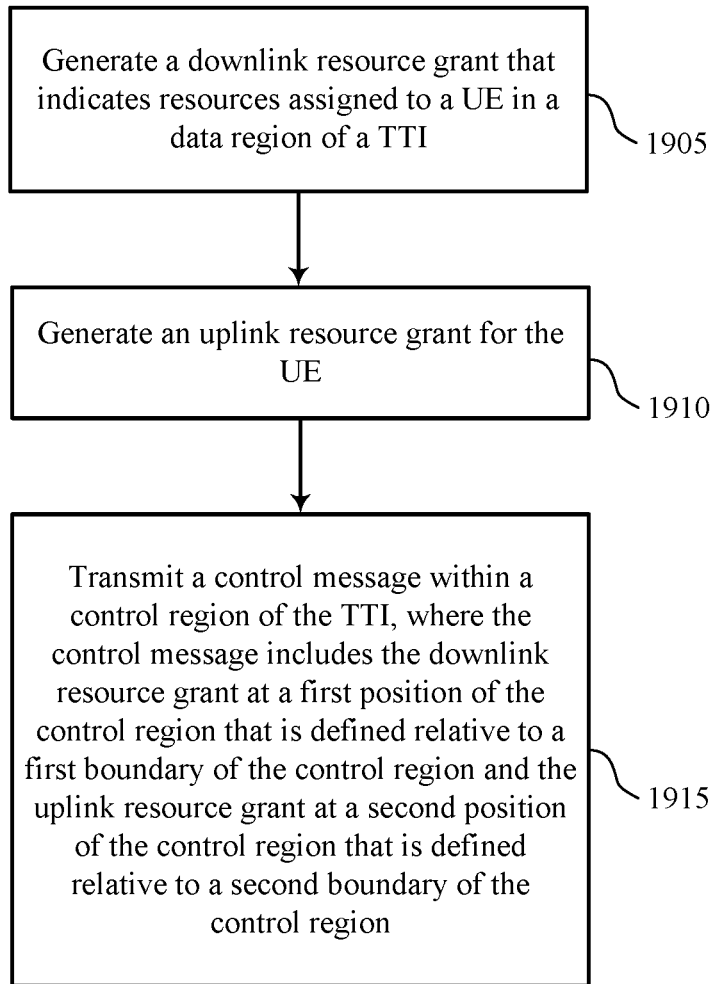 Generate a downlink resource grant that
indicates resources assigned to a UE in a
data region of a TTI
1905
Generate an uplink resource grant for the
UE
1910
Transmit a control message within a
control region of the TTI, where the
control message includes the downlink
resource grant at a first position of the
control region that is defined relative to a
first boundary of the control region and the
uplink resource grant at a second position
of the control region that is defined
relative to a second boundary of the
control region
1915